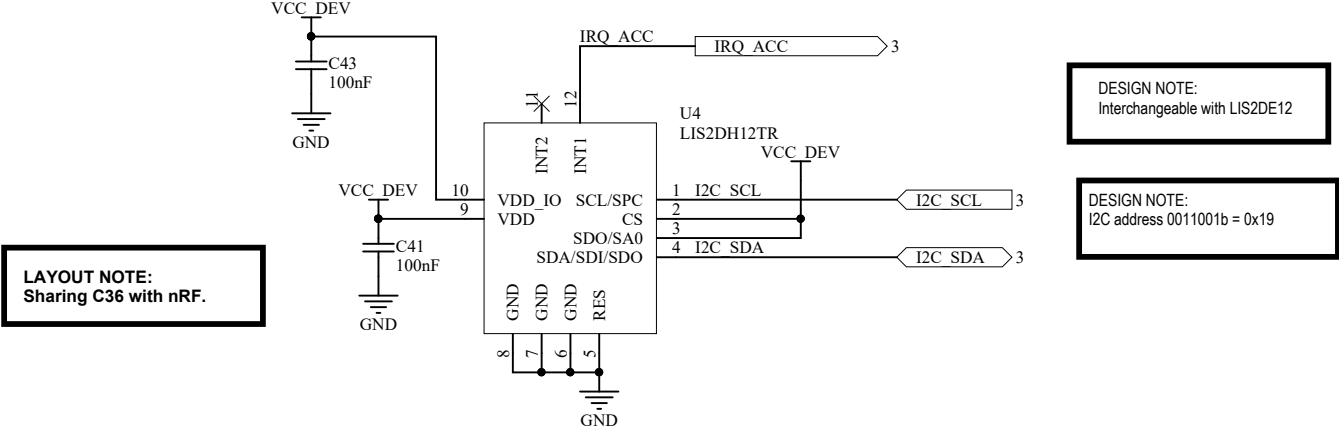 VCC_DEV
C43
100nF
GND
IRQ_ACC
IRQ_ACC
3
11
12
INT2
INT1
U4
LIS2DH12TR
VCC_DEV
DESIGN NOTE:
Interchangeable with LIS2DE12
VCC_DEV
10
VDD_IO
SCL/SPC
1
I2C_SCL
I2C_SCL
3
9
VDD
CS
2
SDO/SA0
3
SDA/SDI/SDO
4
I2C_SDA
I2C_SDA
3
DESIGN NOTE:
I2C address 0011001b = 0x19
C41
100nF
GND
LAYOUT NOTE:
Sharing C36 with nRF.
GND
GND
GND
RES
8
7
6
5
GND